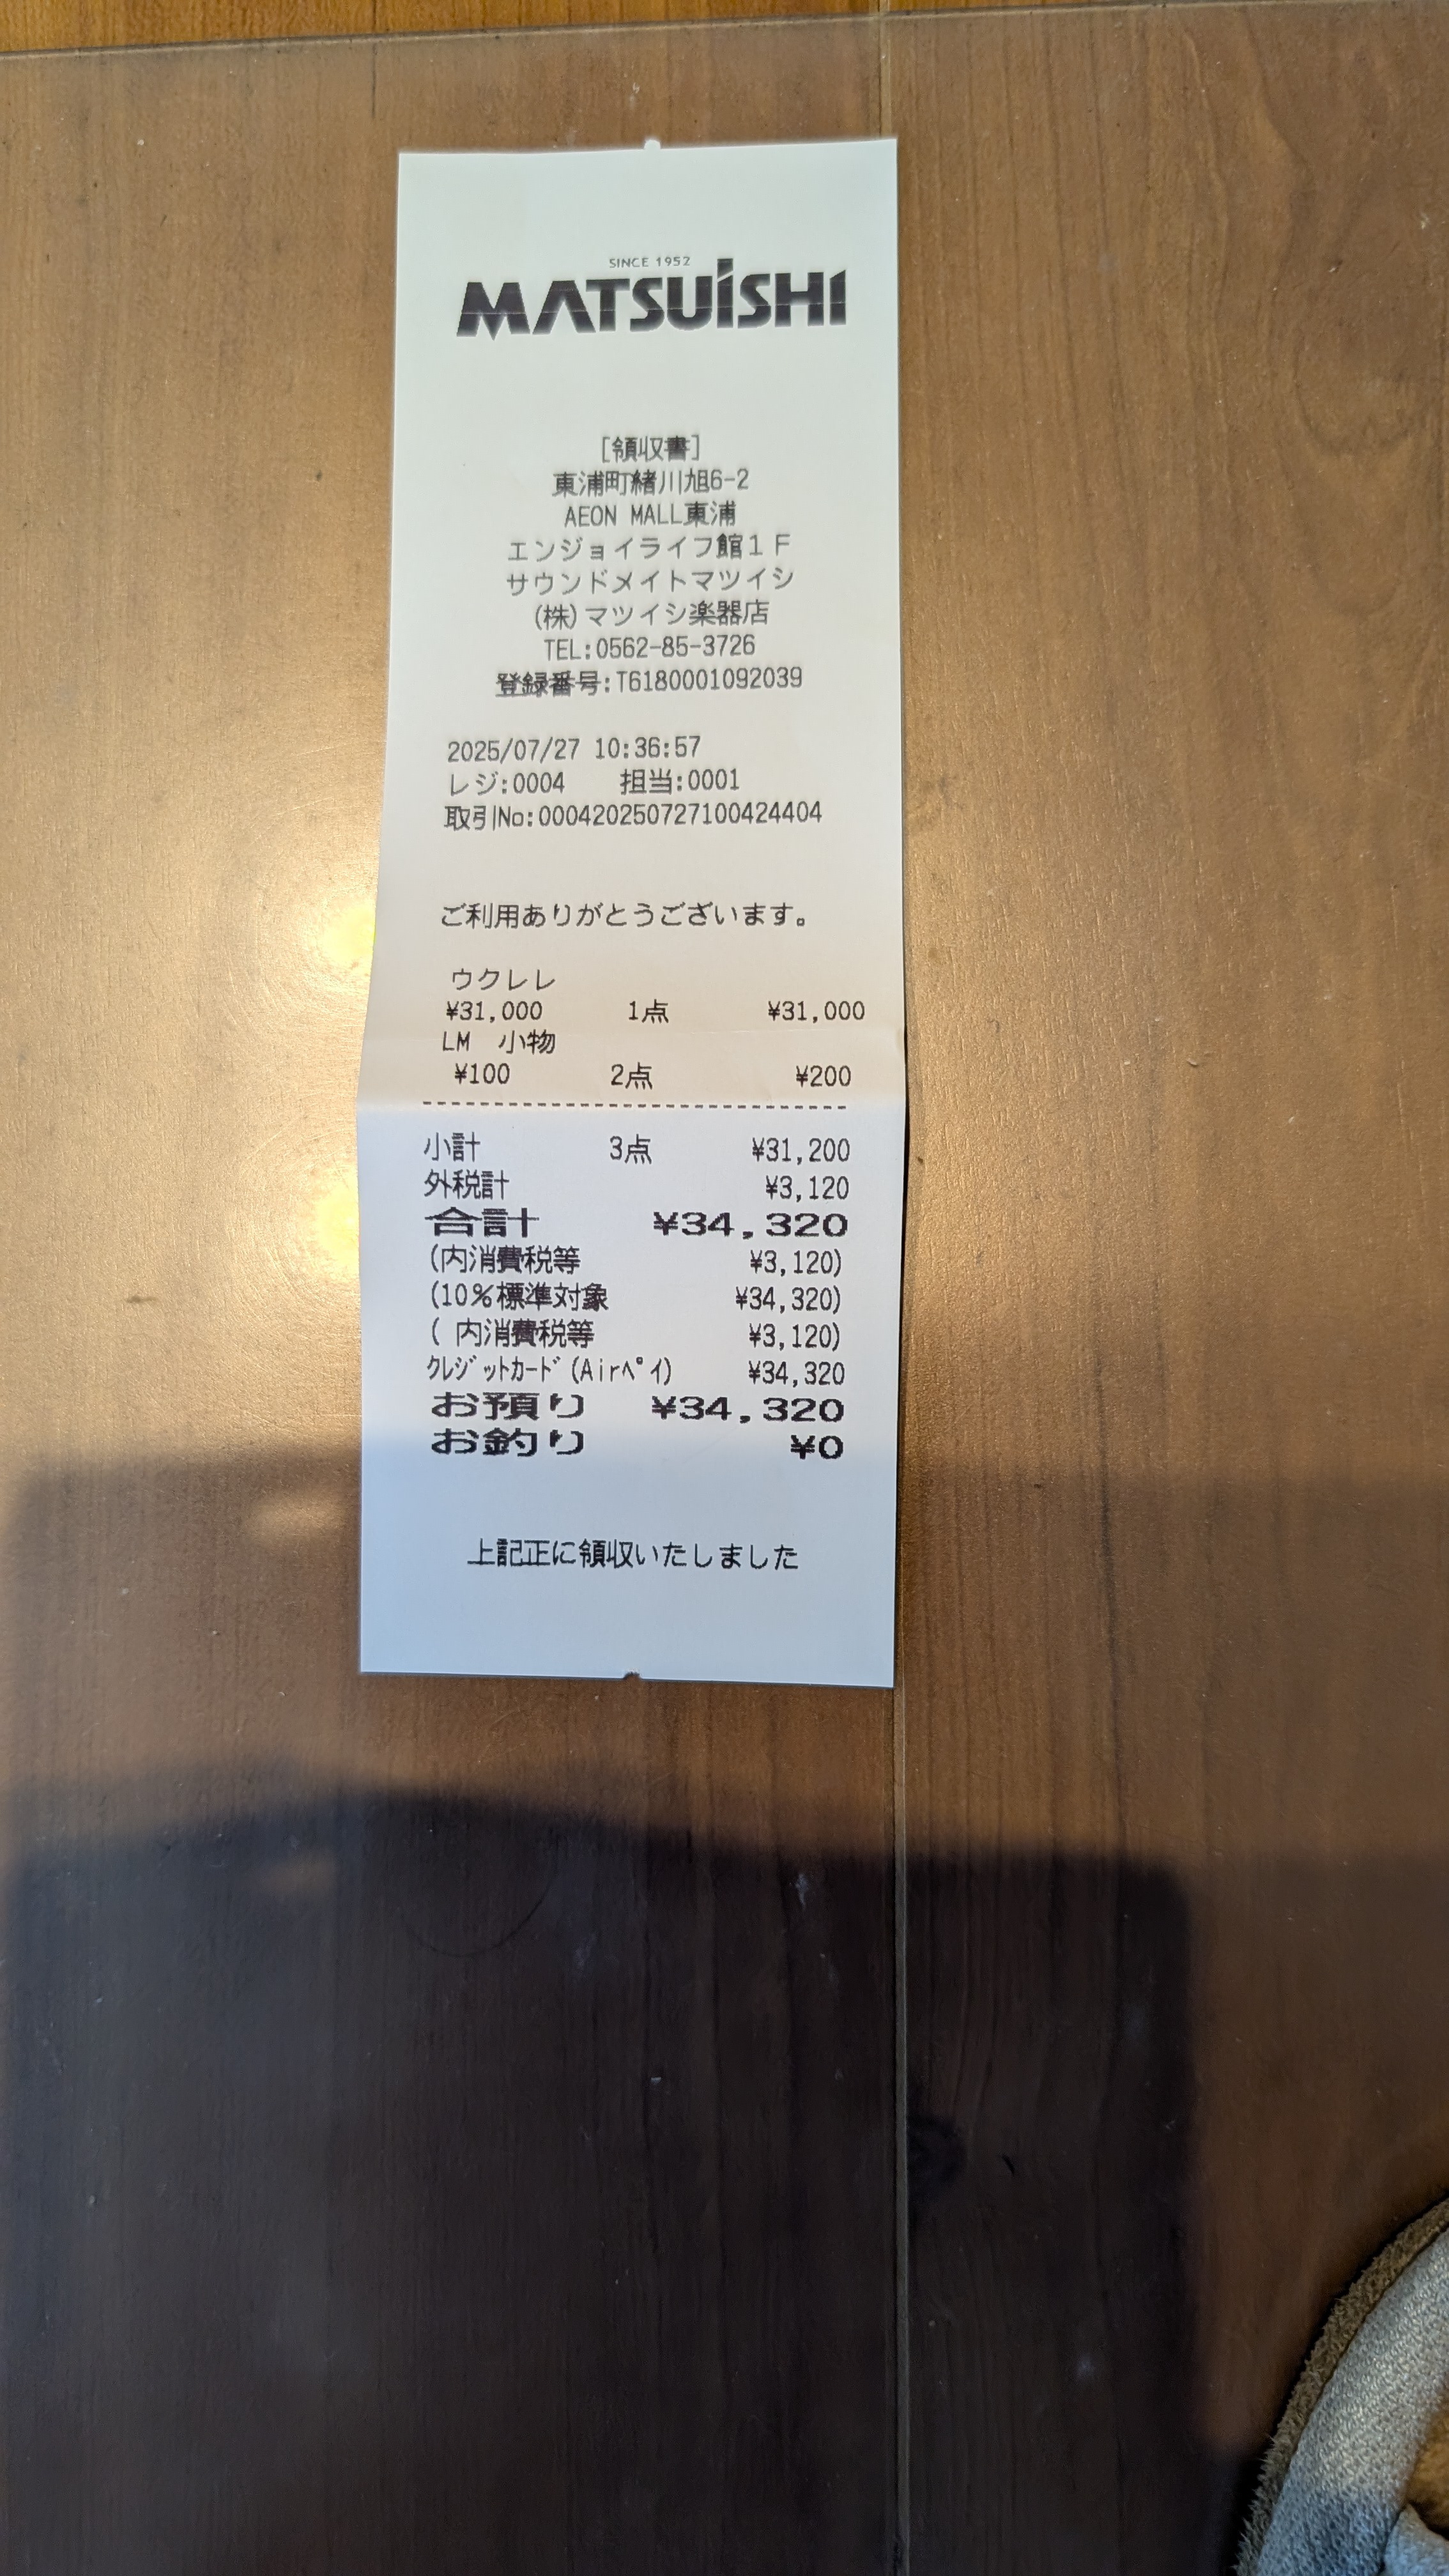 SINCE 1952
MATSUISHI
[領収書]
東浦町緒川旭6-2
AEON MALL東浦
エンジョイライフ館1F
サウンドメイトマツイシ
(株)マツイシ楽器店
TEL:0562-85-3726
登録番号:T6180001092039
2025/07/27 10:36:57
レジ:0004 担当:0001
取引No:00042025072710042​4404
ご利用ありがとうございます。
ウクレレ
¥31,000 1点 ¥31,000
LM 小物
¥100 2点 ¥200
小計 3点 ¥31,200
外税計 ¥3,120
合計 ¥34,320
(内消費税等 ¥3,120)
(10%標準対象 ¥34,320)
( 内消費税等 ¥3,120)
クレジットカード(Airペイ) ¥34,320
お預り ¥34,320
お釣り ¥0
上記正に領収いたしました